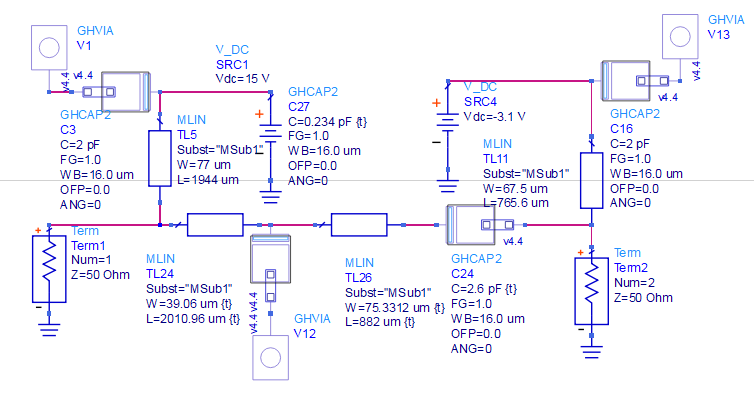 GHVIA
V1
v4.4
v4.4
GHCAP2
C3
C=2 pF
FG=1.0
WB=16.0 um
OFP=0.0
ANG=0
V_DC
SRC1
Vdc=15 V
+
−
MLIN
TL5
Subst="MSub1"
W=77 um
L=1944 um
GHCAP2
C27
C=0.234 pF {t}
FG=1.0
WB=16.0 um
OFP=0.0
ANG=0
V_DC
SRC4
Vdc=-3.1 V
+
−
MLIN
TL11
Subst="MSub1"
W=67.5 um
L=765.6 um
GHVIA
V13
v4.4
v4.4
GHCAP2
C16
C=2 pF
FG=1.0
WB=16.0 um
OFP=0.0
ANG=0
+
Term
Term1
Num=1
Z=50 Ohm
-
MLIN
TL24
Subst="MSub1"
W=39.06 um {t}
L=2010.96 um {t}
v4.4 v4.4
GHVIA
V12
MLIN
TL26
Subst="MSub1"
W=75.3312 um {t}
L=882 um {t}
v4.4
GHCAP2
C24
C=2.6 pF {t}
FG=1.0
WB=16.0 um
OFP=0.0
ANG=0
+
Term
Term2
Num=2
Z=50 Ohm
-